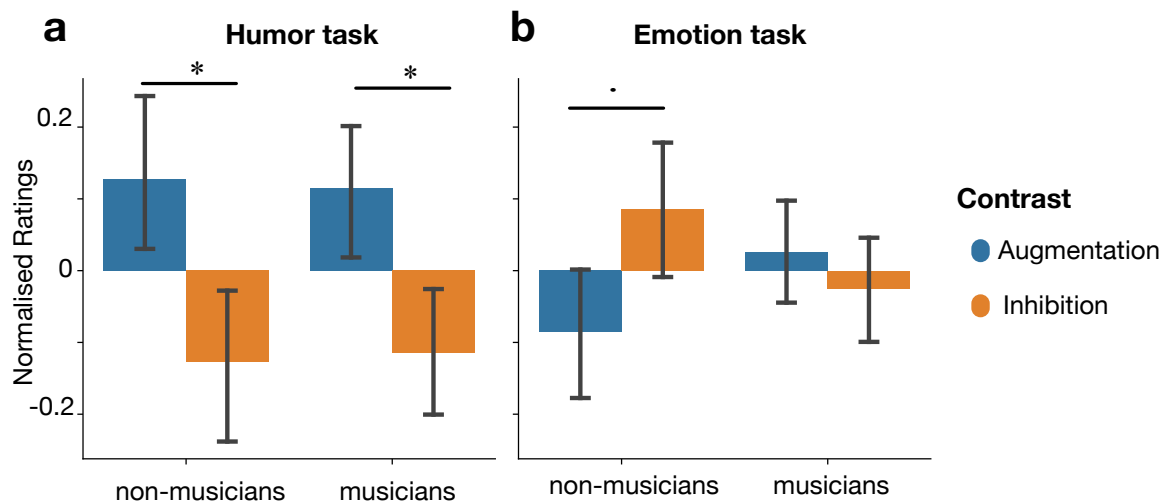 a
Humor task
b
Emotion task
*
*
.
0.2
0
-0.2
Normalised Ratings
non-musicians
musicians
non-musicians
musicians
Contrast
Augmentation
Inhibition